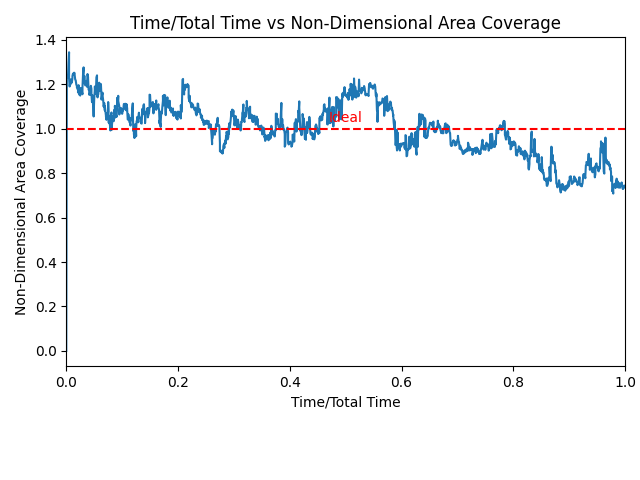 Time/Total Time vs Non-Dimensional Area Coverage
Non-Dimensional Area Coverage
1.4
1.2
1.0
0.8
0.6
0.4
0.2
0.0
Ideal
0.0 0.2 0.4 0.6 0.8 1.0
Time/Total Time